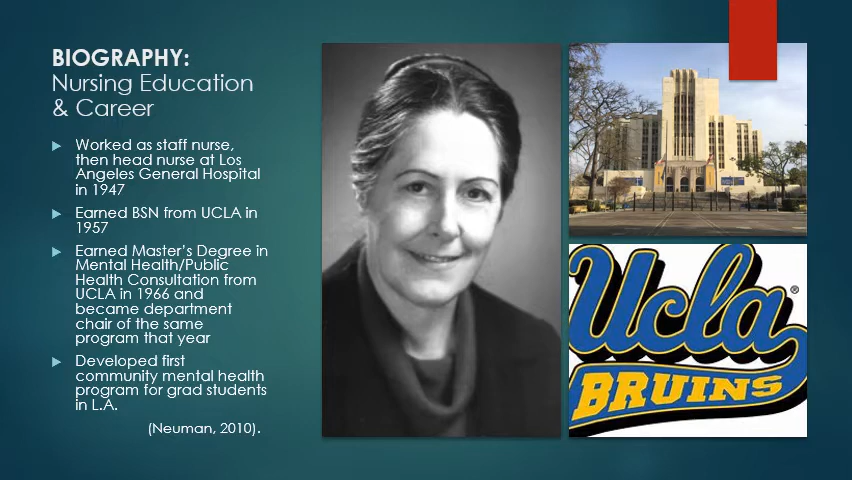 BIOGRAPHY:
Nursing Education
& Career
Worked as staff nurse,
then head nurse at Los
Angeles General Hospital
in 1947
Earned BSN from UCLA in
1957
Earned Master's Degree in
Mental Health/Public
Health Consultation from
UCLA in 1966 and
became department
chair of the same
program that year
Developed first
community mental health
program for grad students
in L.A.
(Neuman, 2010).
Ucla®
BRUINS